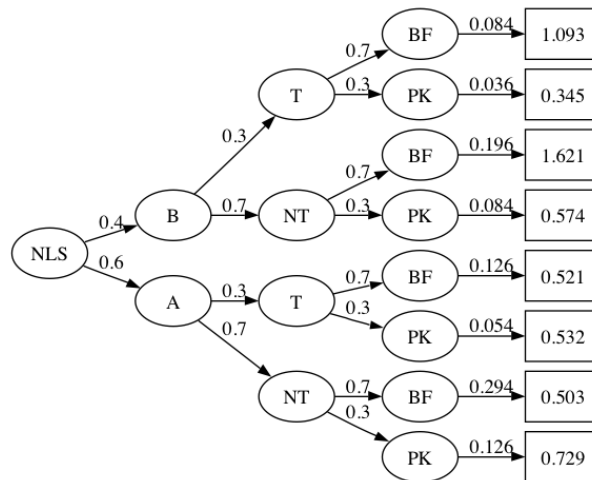 BF 0.084 1.093
0.7
T 0.3 PK 0.036 0.345
0.3
BF 0.196 1.621
0.7
B 0.7 NT 0.3 PK 0.084 0.574
0.4
NLS
0.6
BF 0.126 0.521
0.7
A 0.3 T
0.3
PK 0.054 0.532
0.7
NT 0.7 BF 0.294 0.503
0.3
PK 0.126 0.729